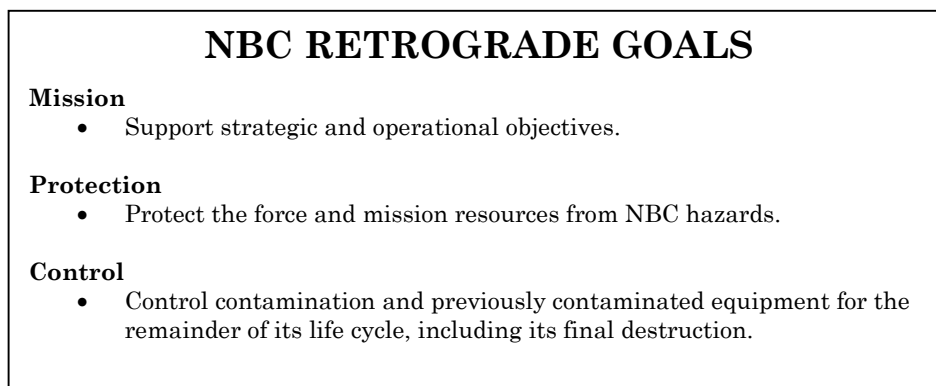 NBC RETROGRADE GOALS
Mission
• Support strategic and operational objectives.
Protection
• Protect the force and mission resources from NBC hazards.
Control
• Control contamination and previously contaminated equipment for the
remainder of its life cycle, including its final destruction.